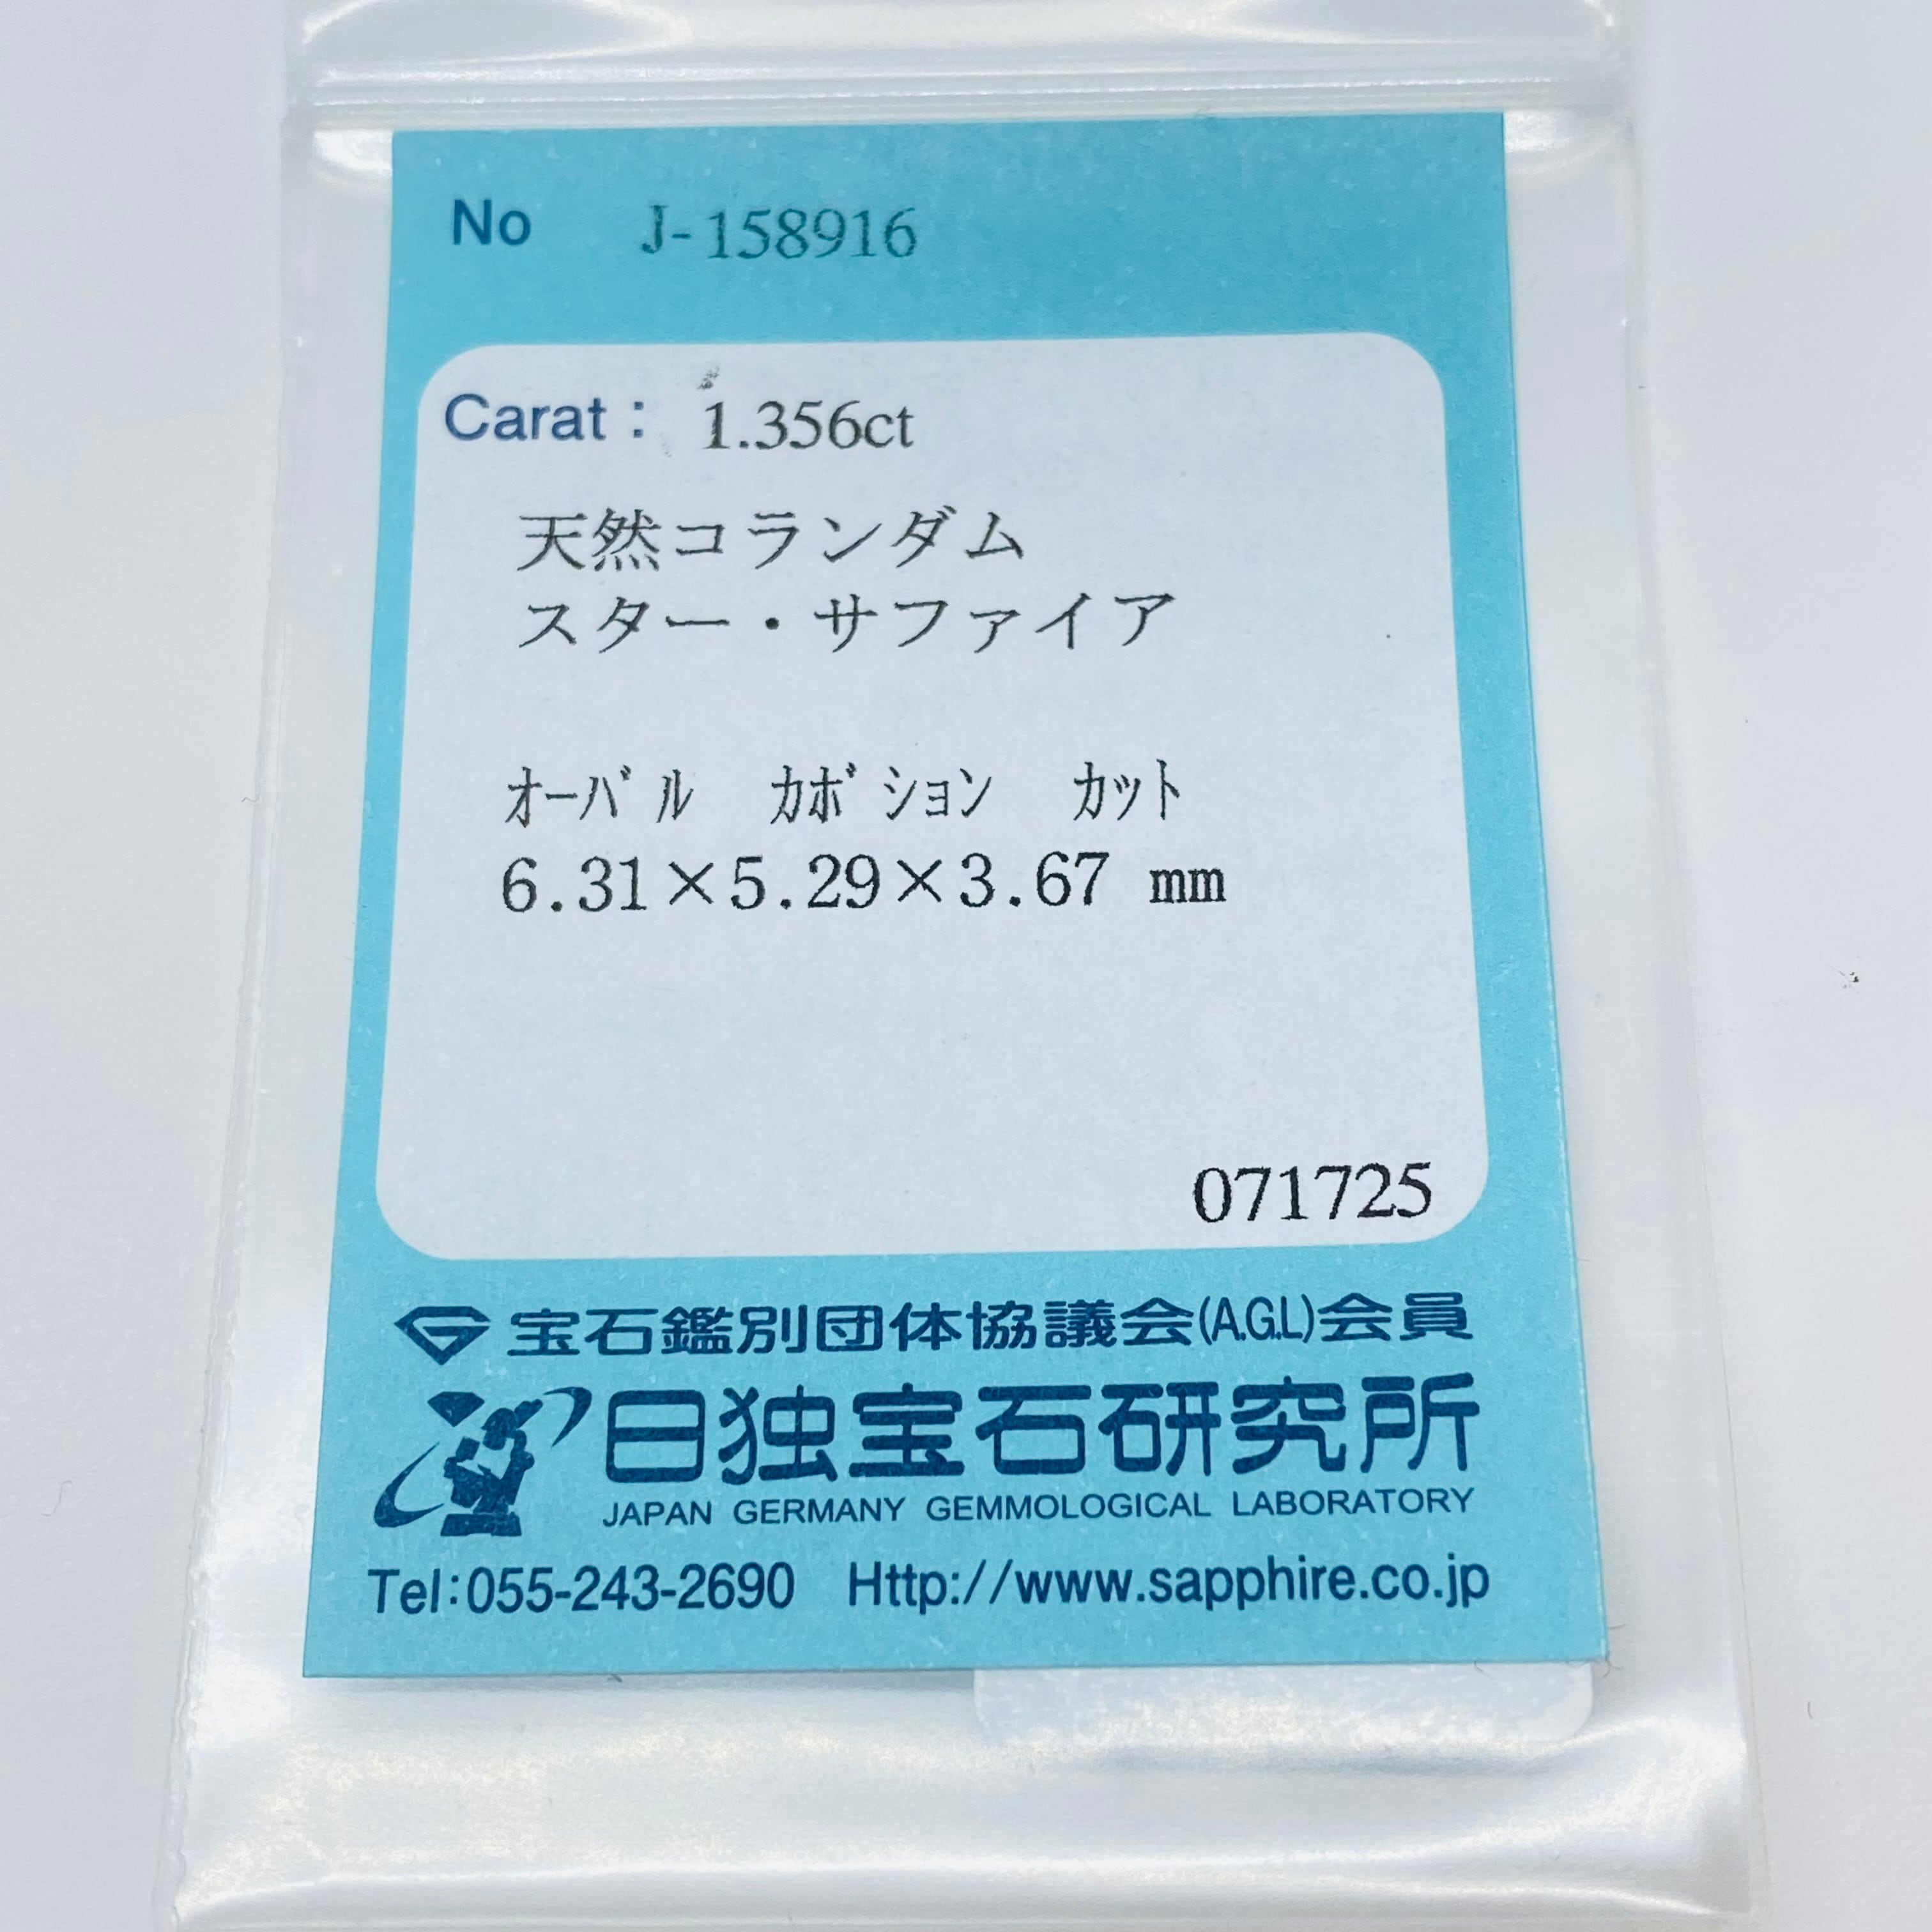 No J-158916
Carat: 1.356ct
天然コランダム
スター・サファイア
ｵｰﾊﾞﾙ ｶﾎﾞｼｮﾝ ｶｯﾄ
6.31×5.29×3.67 mm
071725
宝石鑑別団体協議会(A.G.L)会員
日独宝石研究所
JAPAN GERMANY GEMMOLOGICAL LABORATORY
Tel:055-243-2690 Http://www.sapphire.co.jp